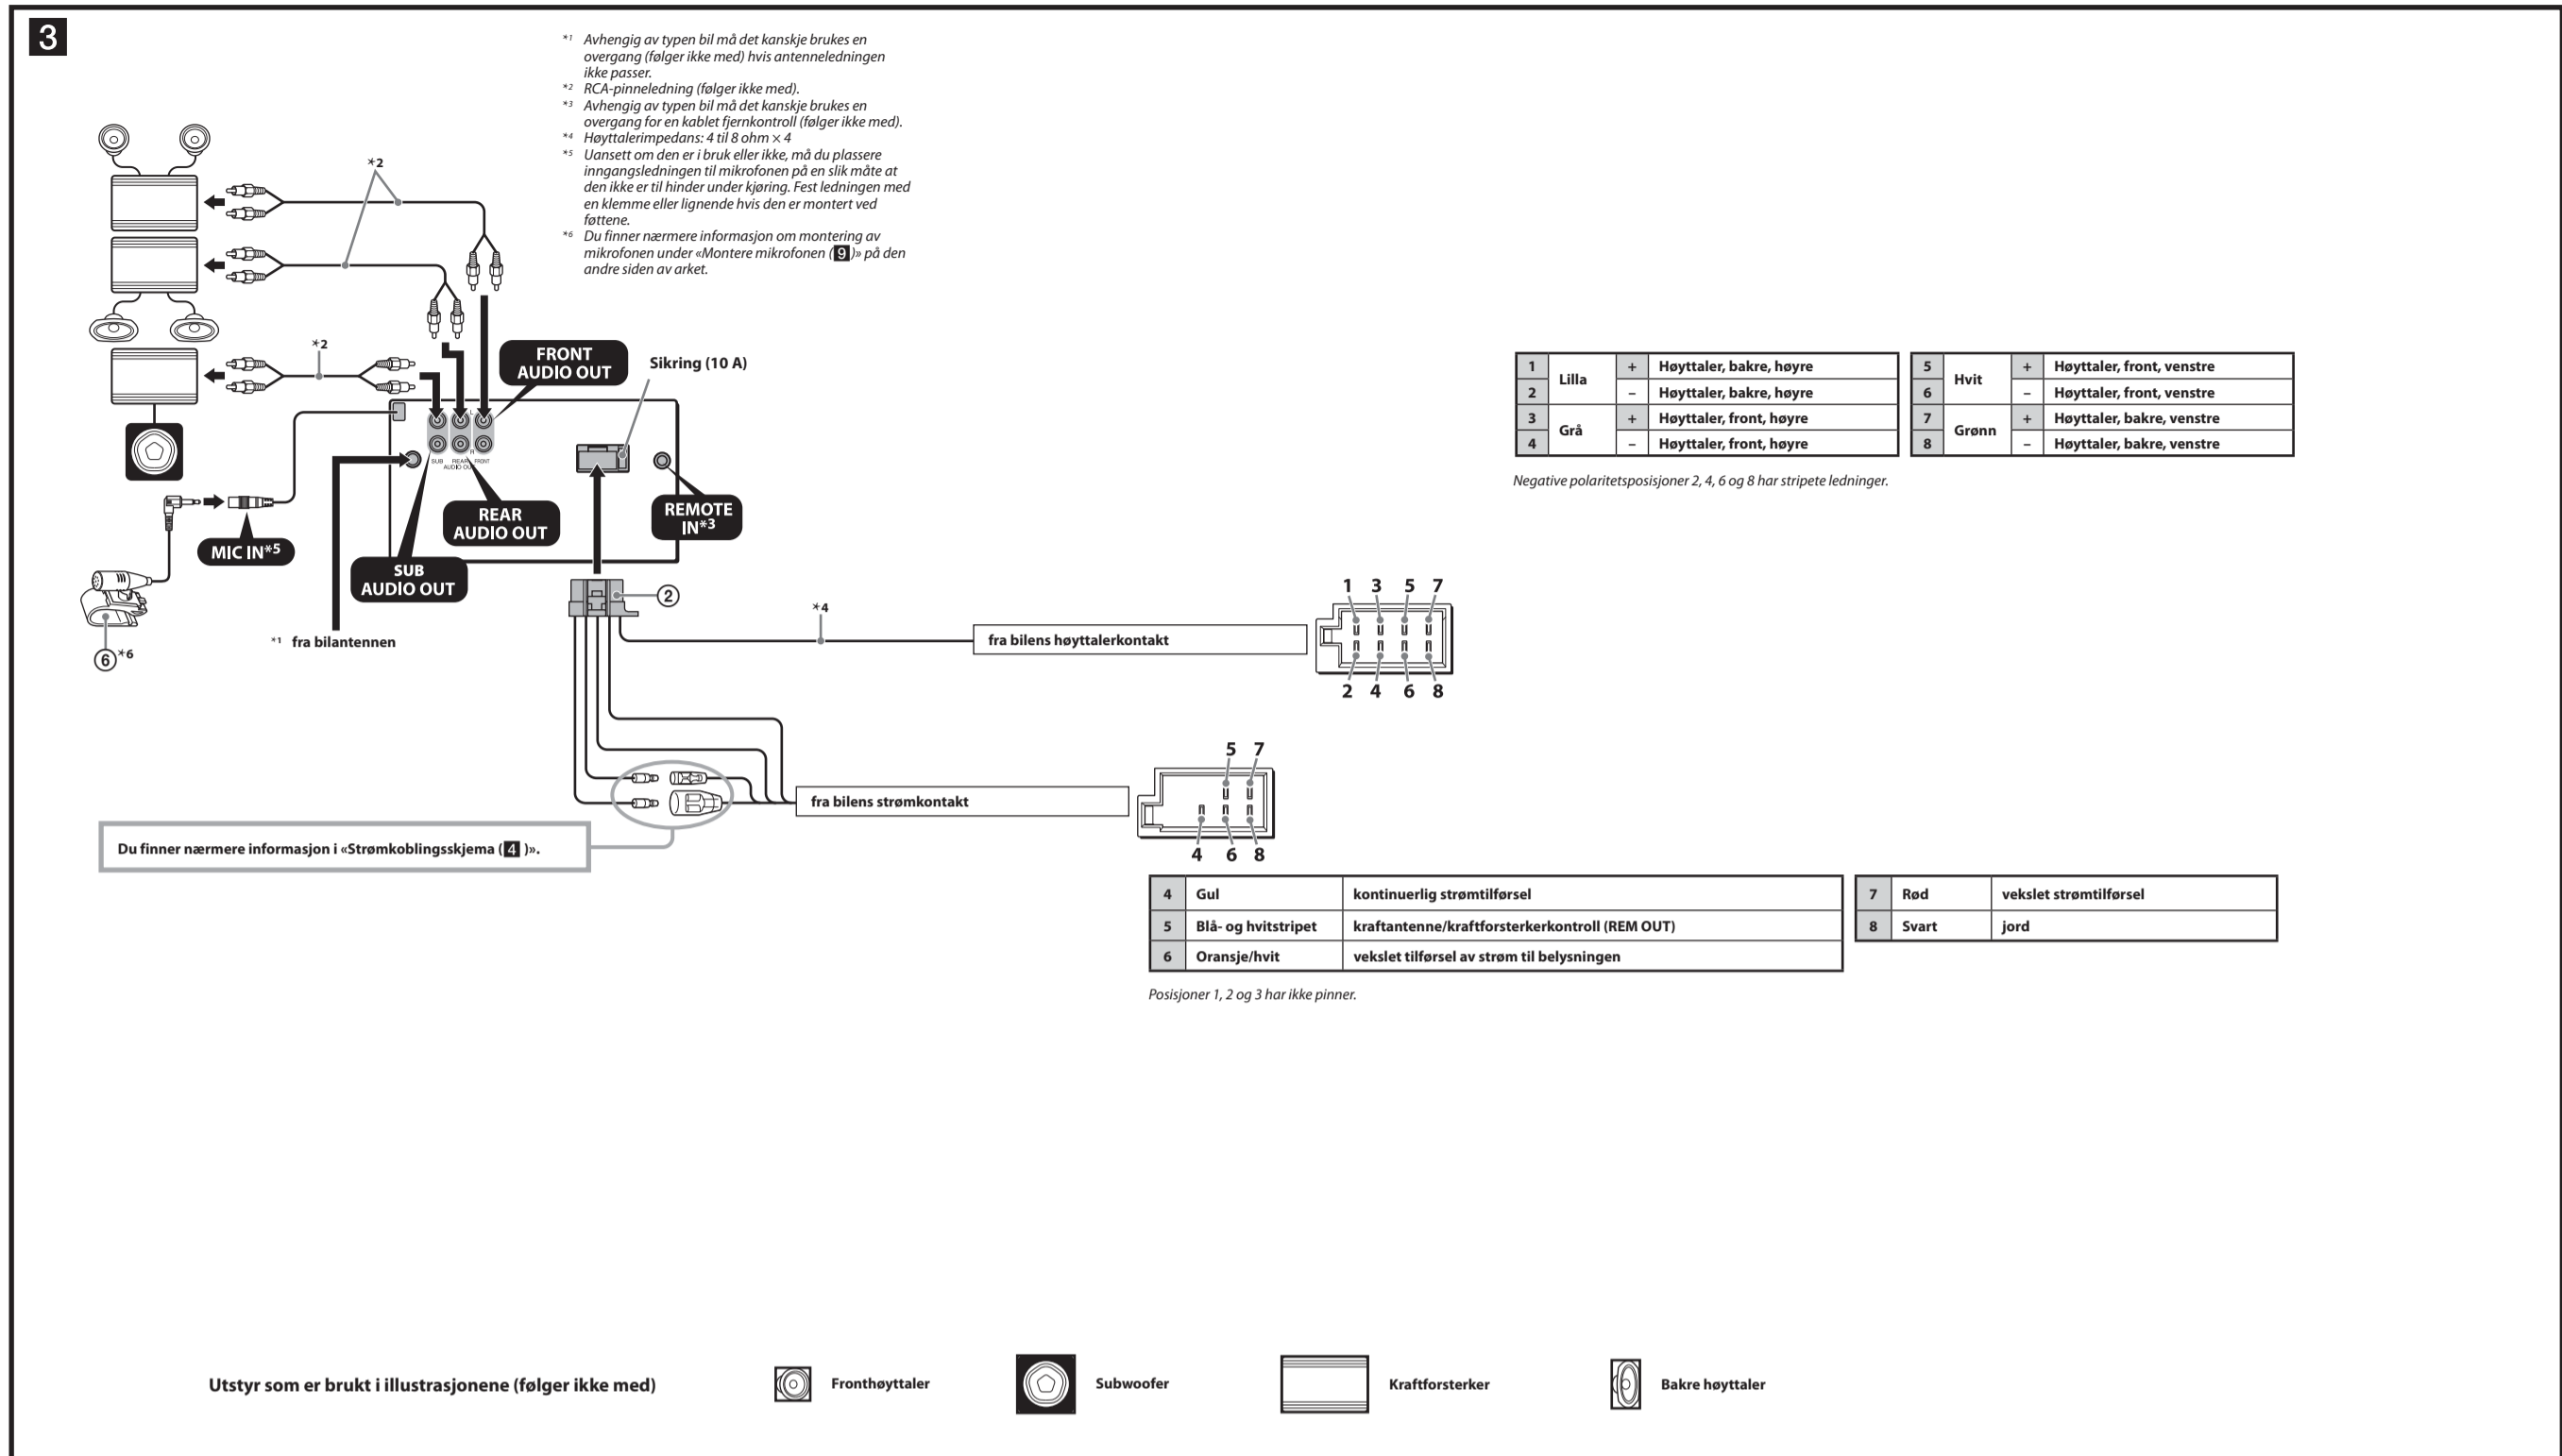 3
*1 Avhengig av typen bil må det kanskje brukes en
overgang (følger ikke med) hvis antenneledningen
ikke passer.
*2 RCA-pinneledning (følger ikke med).
*3 Avhengig av typen bil må det kanskje brukes en
overgang for en kablet fjernkontroll (følger ikke med).
*4 Høyttalerimpedans: 4 til 8 ohm × 4
*5 Uansett om den er i bruk eller ikke, må du plassere
inngangsledningen til mikrofonen på en slik måte at
den ikke er til hinder under kjøring. Fest ledningen med
en klemme eller lignende hvis den er montert ved
føttene.
*6 Du finner nærmere informasjon om montering av
mikrofonen under «Montere mikrofonen (9)» på den
andre siden av arket.
*2
*2
FRONT
AUDIO OUT
Sikring (10 A)
L
R
SUB REAR FRONT
AUDIO OUT
REAR
AUDIO OUT
REMOTE
IN*3
MIC IN*5
SUB
AUDIO OUT
*1 fra bilantennen
6 *6
2
*4
fra bilens høyttalerkontakt
1 3 5 7
2 4 6 8
1 Lilla + Høyttaler, bakre, høyre
2 – Høyttaler, bakre, høyre
3 Grå + Høyttaler, front, høyre
4 – Høyttaler, front, høyre
5 Hvit + Høyttaler, front, venstre
6 – Høyttaler, front, venstre
7 Grønn + Høyttaler, bakre, venstre
8 – Høyttaler, bakre, venstre
Negative polaritetsposisjoner 2, 4, 6 og 8 har stripete ledninger.
fra bilens strømkontakt
5 7
4 6 8
Du finner nærmere informasjon i «Strømkoblingsskjema (4 )».
4 Gul kontinuerlig strømtilførsel
5 Blå- og hvitstripet kraftantenne/kraftforsterkerkontroll (REM OUT)
6 Oransje/hvit vekslet tilførsel av strøm til belysningen
7 Rød vekslet strømtilførsel
8 Svart jord
Posisjoner 1, 2 og 3 har ikke pinner.
Utstyr som er brukt i illustrasjonene (følger ikke med)
Fronthøyttaler
Subwoofer
Kraftforsterker
Bakre høyttaler